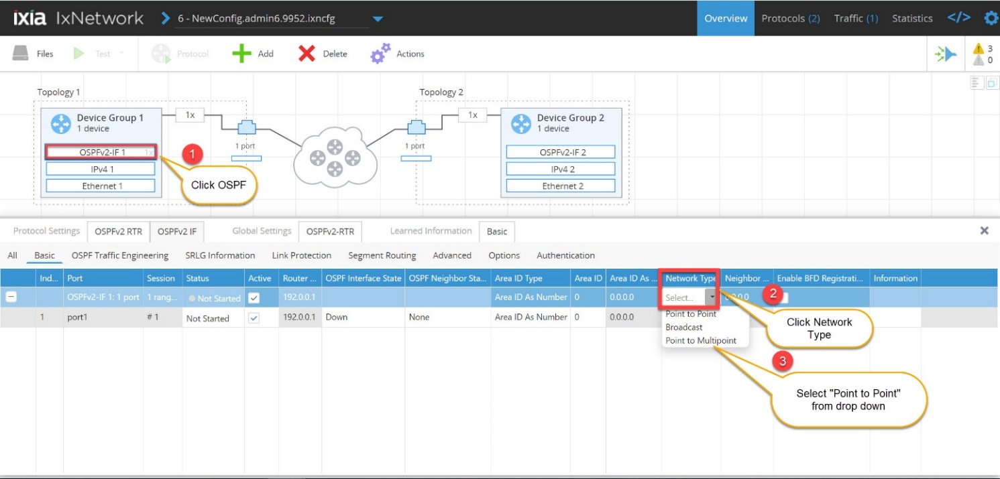 ixia IxNetwork 6 - NewConfig.admin6.9952.ixncfg Overview Protocols (2) Traffic (1) Statistics </>
Files Test Protocol Add Delete Actions 3
0
Topology 1 Topology 2
Device Group 1
1 device
1x
1x
Device Group 2
1 device
OSPFv2-IF 1 1x
IPv4 1
Ethernet 1
1
Click OSPF
1 port
1 port
OSPFv2-IF 2
IPv4 2
Ethernet 2
Protocol Settings OSPFv2 RTR OSPFv2 IF Global Settings OSPFv2-RTR Learned Information Basic
All Basic OSPF Traffic Engineering SRLG Information Link Protection Segment Routing Advanced Options Authentication
Ind... Port Session Status Active Router ... OSPF Interface State OSPF Neighbor Sta... Area ID Type Area ID Area ID As ... Network Type Neighbor ... Enable BFD Registrati... Information
OSPFv2-IF 1: 1 port 1 rang... Not Started 192.0.0.1 Area ID As Number 0 0.0.0.0 Select... 0.0.0.0
1 port1 # 1 Not Started 192.0.0.1 Down None Area ID As Number 0 0.0.0.0
Point to Point
Broadcast
Point to Multipoint
2
Click Network
Type
3
Select "Point to Point"
from drop down